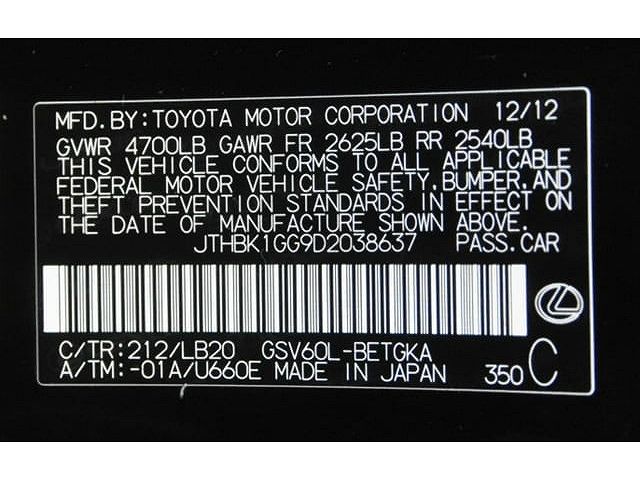 MFD. BY: TOYOTA MOTOR CORPORATION 12/12
GVWR 4700LB GAWR FR 2625LB RR 2540LB
THIS VEHICLE CONFORMS TO ALL APPLICABLE
FEDERAL MOTOR VEHICLE SAFETY, BUMPER, AND
THEFT PREVENTION STANDARDS IN EFFECT ON
THE DATE OF MANUFACTURE SHOWN ABOVE.
JTHBK1GG9D2038637 PASS.CAR
C/TR: 212/LB20 GSV60L-BETGKA
A/TM: -01A/U660E MADE IN JAPAN 350 C